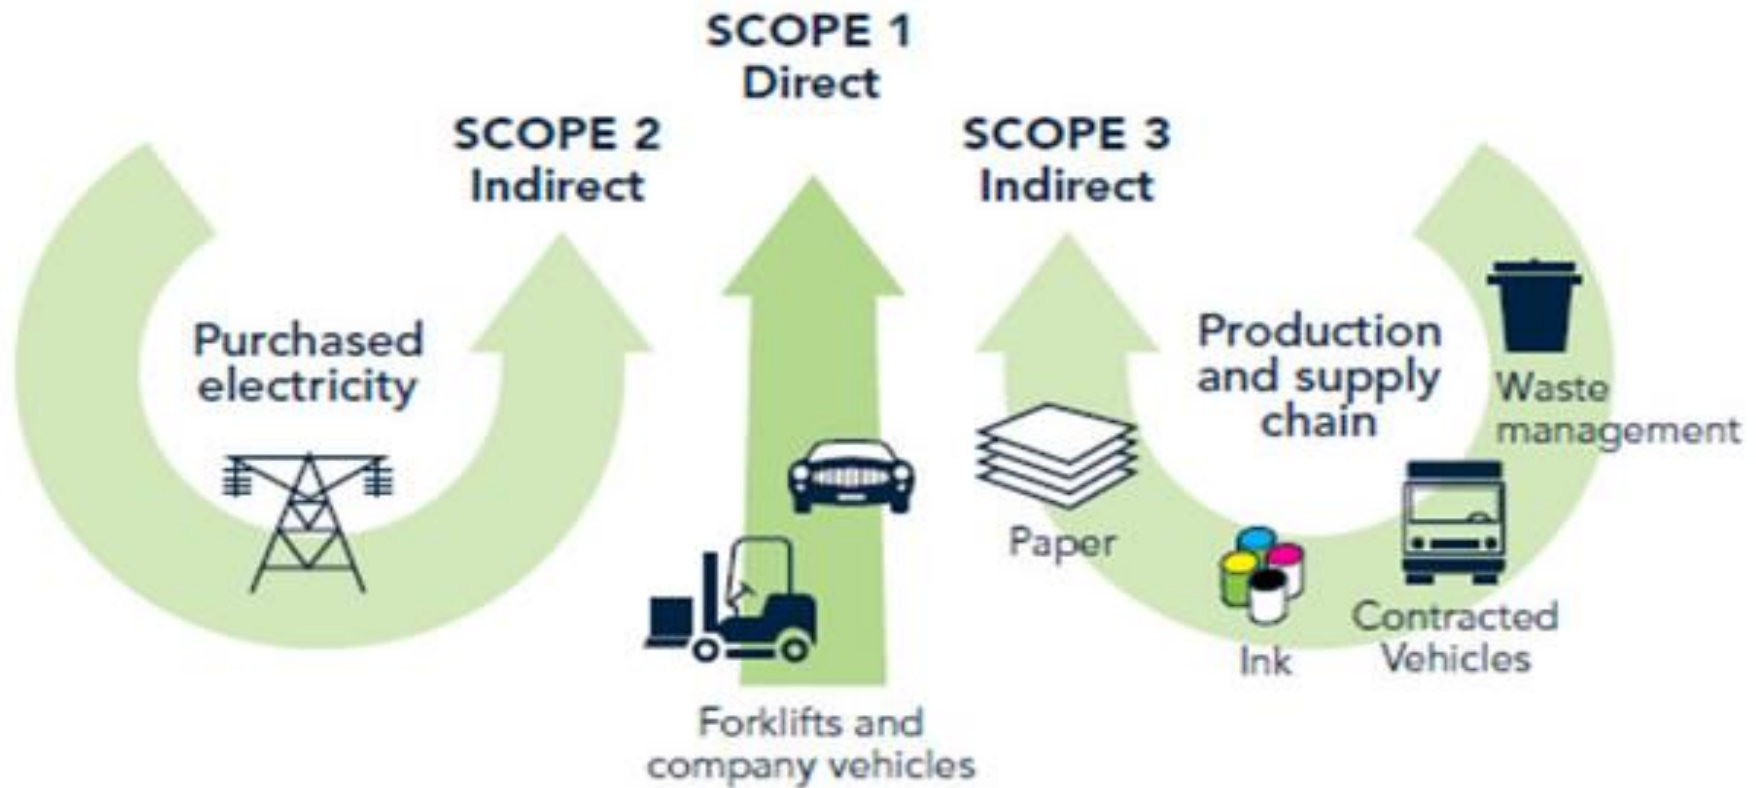 SCOPE 1
Direct
SCOPE 2
Indirect
SCOPE 3
Indirect
Purchased
electricity
Production
and supply
chain
Waste
management
Paper
Ink
Contracted
Vehicles
Forklifts and
company vehicles